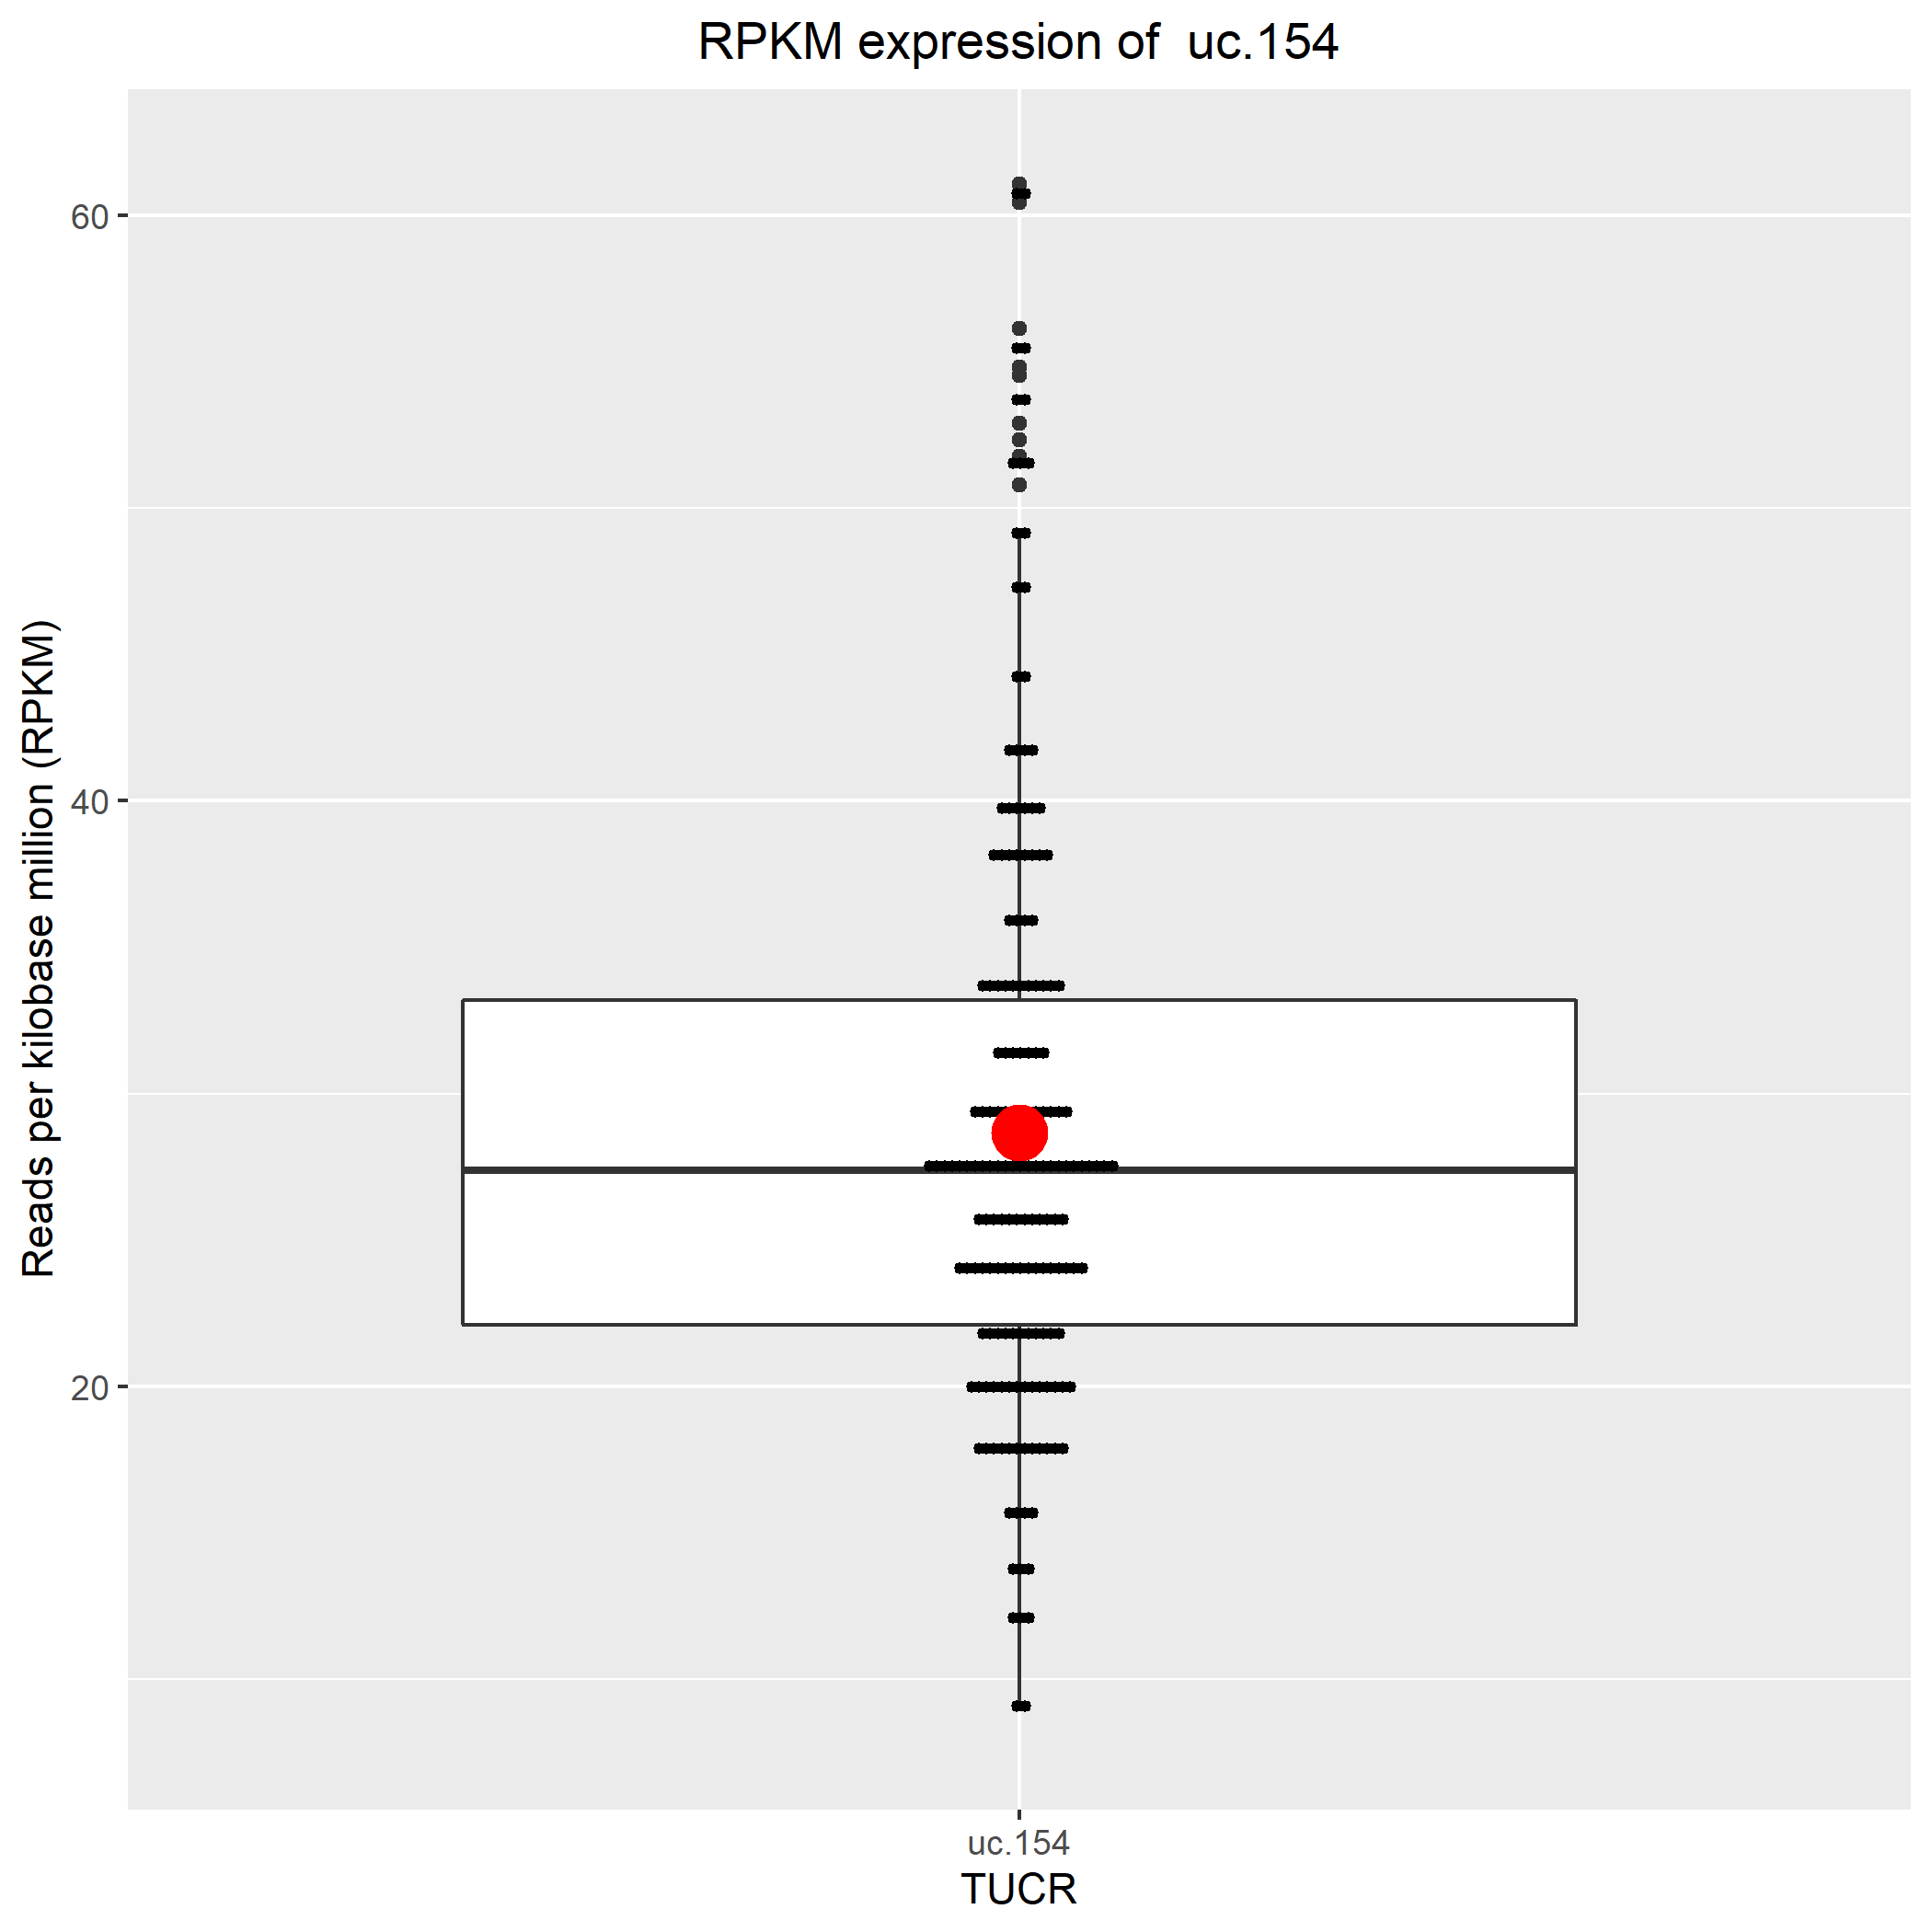 RPKM expression of  uc.154
Reads per kilobase million (RPKM)
60
40
20
uc.154
TUCR